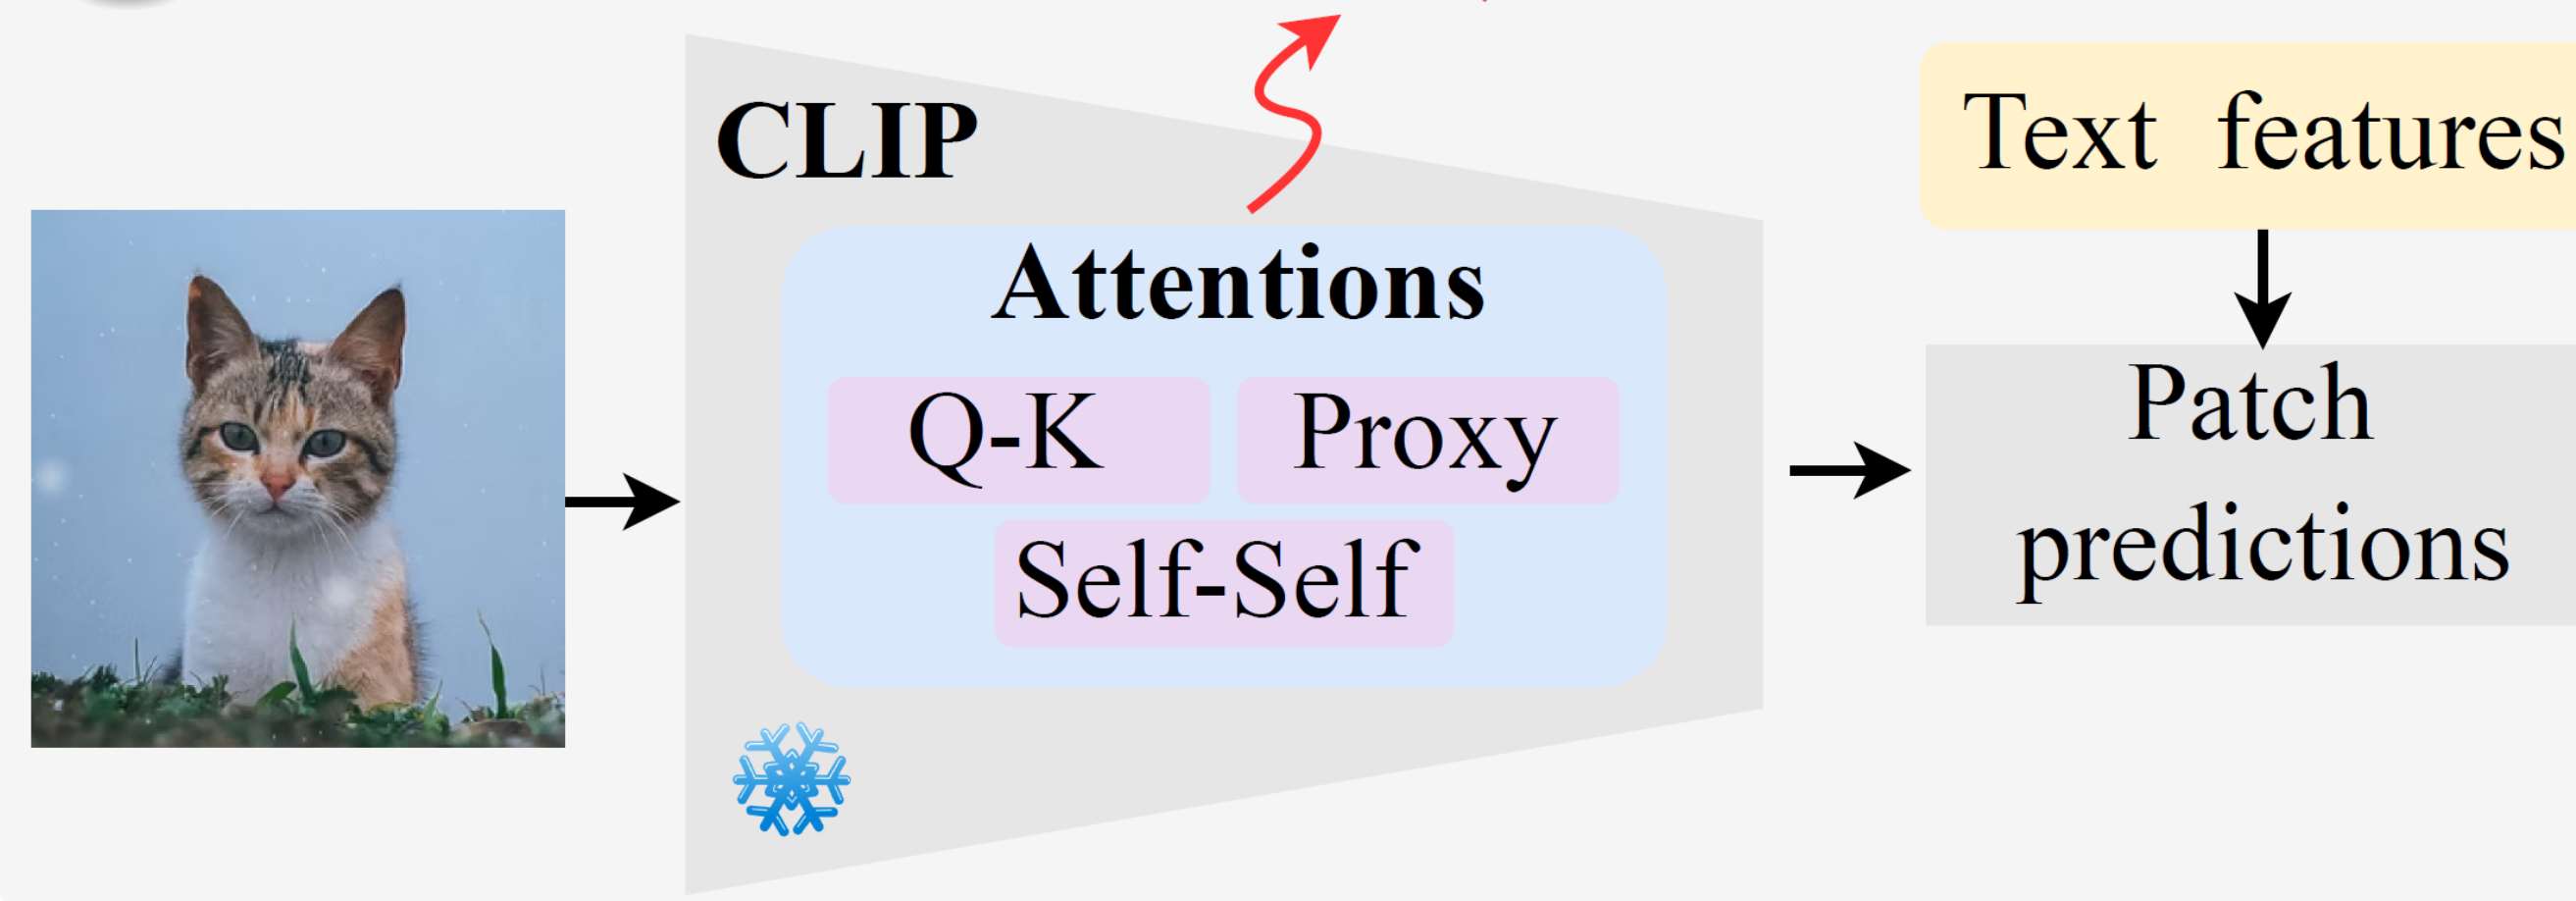 CLIP
Attentions
Q-K
Proxy
Self-Self
Text features
Patch
predictions